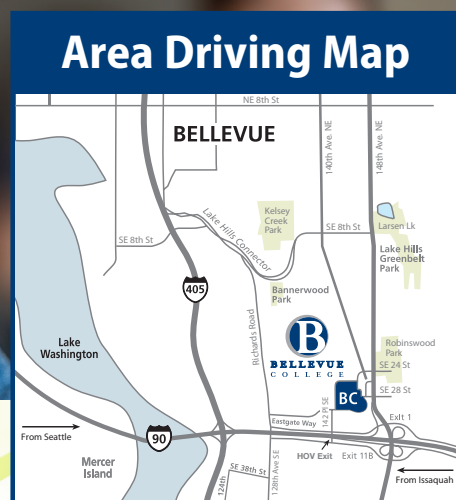 Area Driving Map
NE 8th St
BELLEVUE
140th Ave. NE
148th Ave. NE
Kelsey
Creek
Park
Lake Hills Connector
SE 8th St
SE 8th St
Larsen Lk
Lake Hills
Greenbelt
Park
405
Bannerwood
Park
Richards Road
B
BELLEVUE
COLLEGE
Robinswood
Park
SE 24 St
Lake
Washington
BC
SE 28 St
142 Pl SE
Eastgate Way
Exit 1
From Seattle
90
HOV Exit
Exit 11B
Mercer
Island
SE 38th St
128th Ave SE
124th
From Issaquah